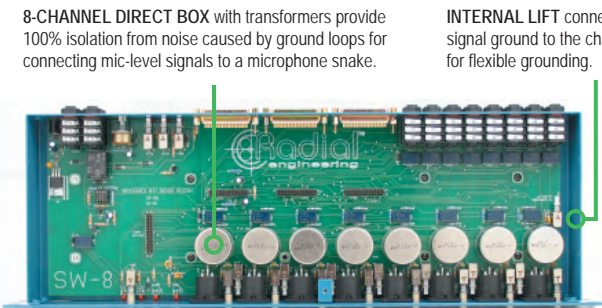 8-CHANNEL DIRECT BOX with transformers provide
100% isolation from noise caused by ground loops for
connecting mic-level signals to a microphone snake.
INTERNAL LIFT conne
signal ground to the ch
for flexible grounding.
Radial
engineering
SW-8